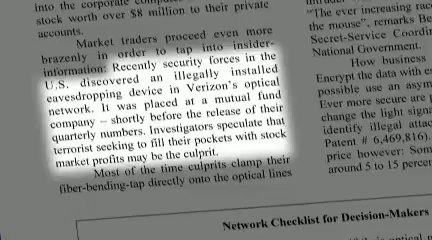 into the corporate
stock worth over $8 million to their private
accounts.
Market traders proceed even more
brazenly in order to tap into insider-
information: Recently security forces in the
U.S. discovered an illegally installed
eavesdropping device in Verizon's optical
network. It was placed at a mutual fund
company – shortly before the release of their
quarterly numbers. Investigators speculate that
terrorist seeking to fill their pockets with stock
market profits may be the culprit.
Most of the time culprits clamp their
fiber-bending-tap directly onto the optical lines
"The ever increasing
the mouse", remarks
Secret-Service
National Government.
How business
Encrypt the data with
possible use an
Ever more secure are
change the light
identify illegal
Patent # 6,469,816).
price however:
around 5 to 15
Network Checklist for Decision-Makers